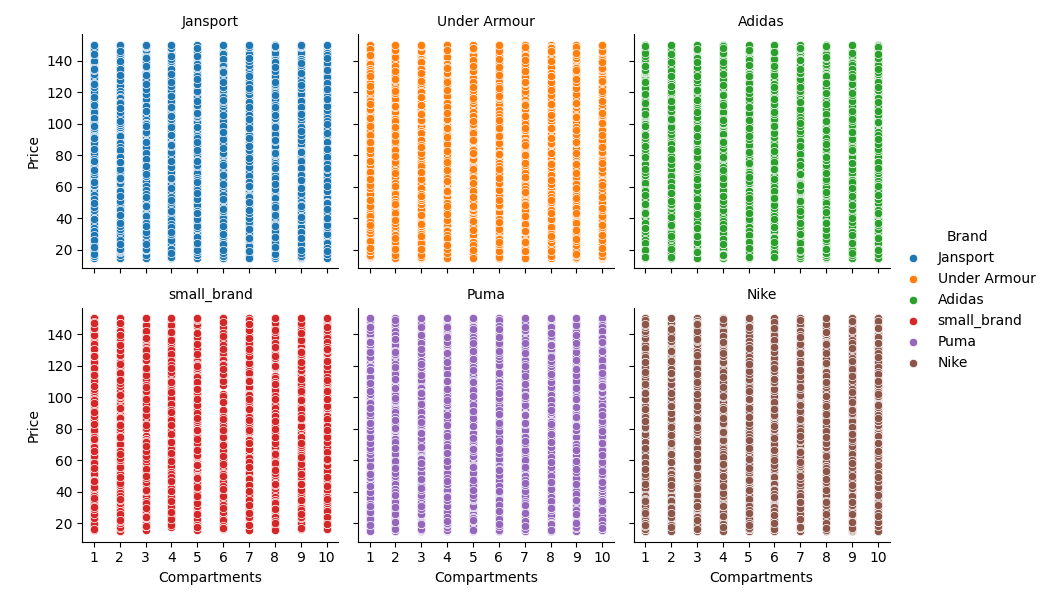 Jansport
Under Armour
Adidas
Price
140
120
100
80
60
40
20
small_brand
Puma
Nike
Price
140
120
100
80
60
40
20
1 2 3 4 5 6 7 8 9 10
1 2 3 4 5 6 7 8 9 10
1 2 3 4 5 6 7 8 9 10
Compartments
Compartments
Compartments
Brand
Jansport
Under Armour
Adidas
small_brand
Puma
Nike